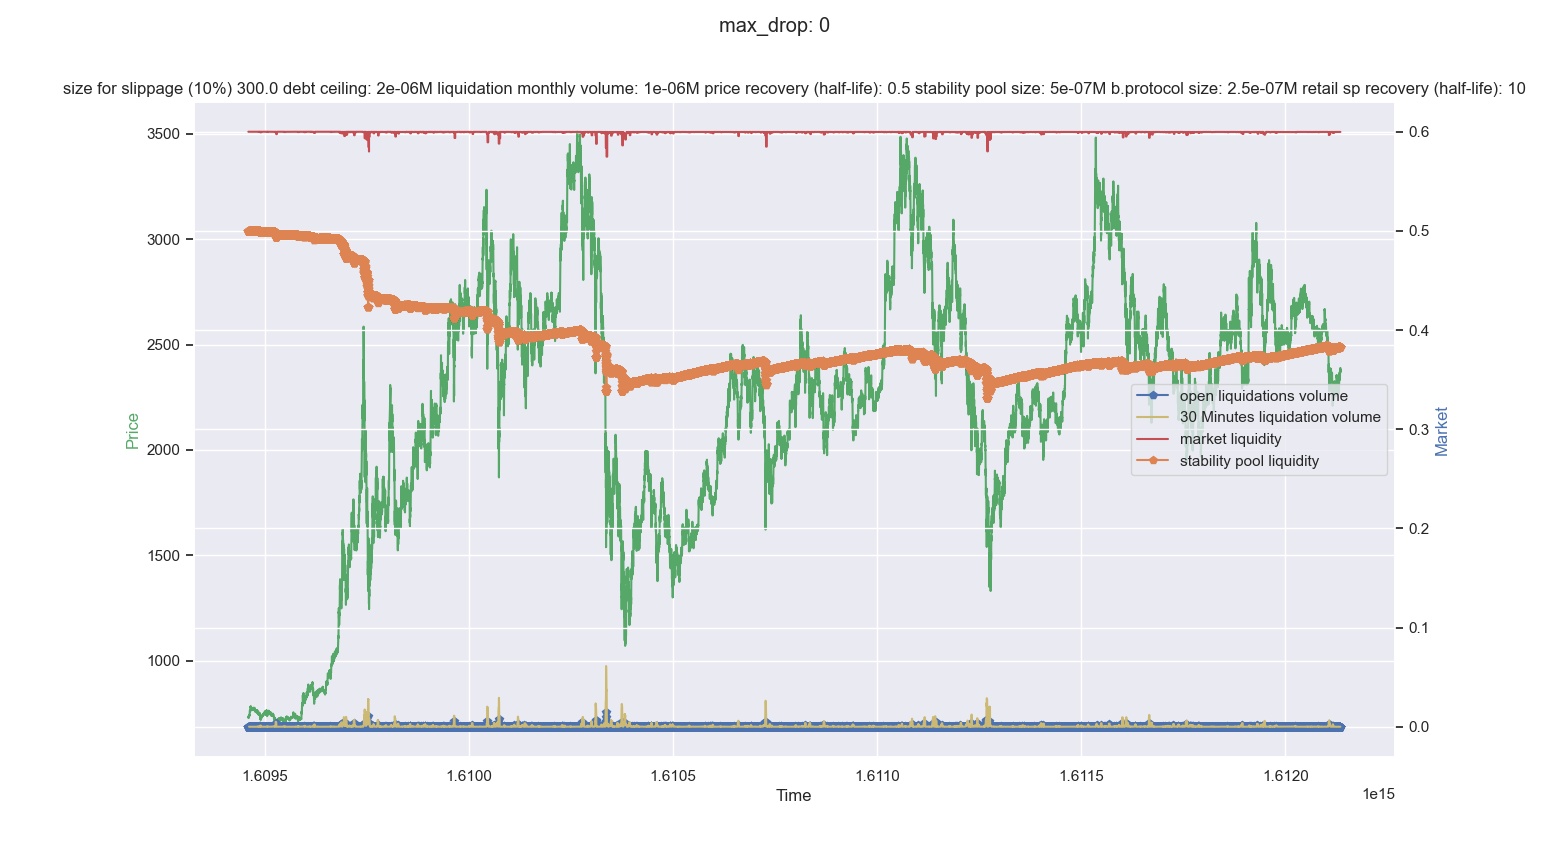 max_drop: 0
size for slippage (10%) 300.0 debt ceiling: 2e-06M liquidation monthly volume: 1e-06M price recovery (half-life): 0.5 stability pool size: 5e-07M b.protocol size: 2.5e-07M retail sp recovery (half-life): 10
3500
3000
2500
2000
1500
1000
Price
0.6
0.5
0.4
0.3
0.2
0.1
0.0
Market
open liquidations volume
30 Minutes liquidation volume
market liquidity
stability pool liquidity
1.6095 1.6100 1.6105 1.6110 1.6115 1.6120
Time
1e15